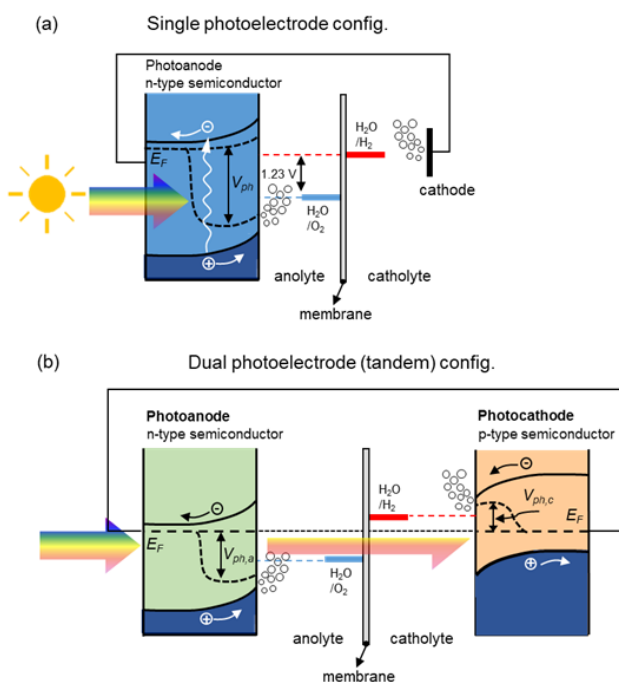 (a)
Single photoelectrode config.
Photoanode
n-type semiconductor
⊖
E_F
V_ph
1.23 V
H₂O
/H₂
H₂O
/O₂
cathode
⊕
anolyte
catholyte
membrane
(b)
Dual photoelectrode (tandem) config.
Photoanode
n-type semiconductor
Photocathode
p-type semiconductor
⊖
⊖
H₂O
/H₂
V_ph,c
E_F
E_F
V_ph,a
H₂O
/O₂
⊕
⊕
anolyte
catholyte
membrane